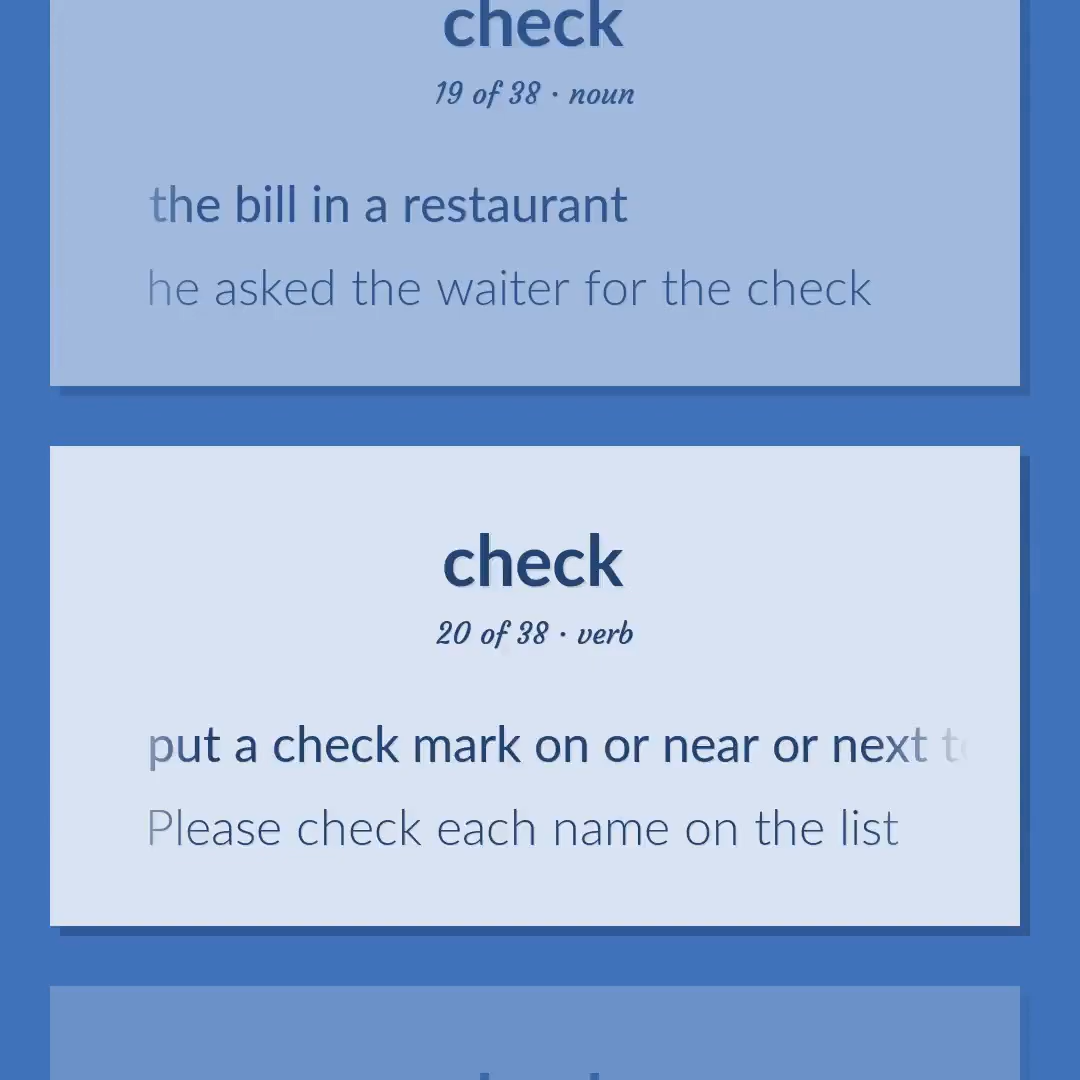 check
19 of 38 · noun
the bill in a restaurant
he asked the waiter for the check
check
20 of 38 · verb
put a check mark on or near or next to
Please check each name on the list